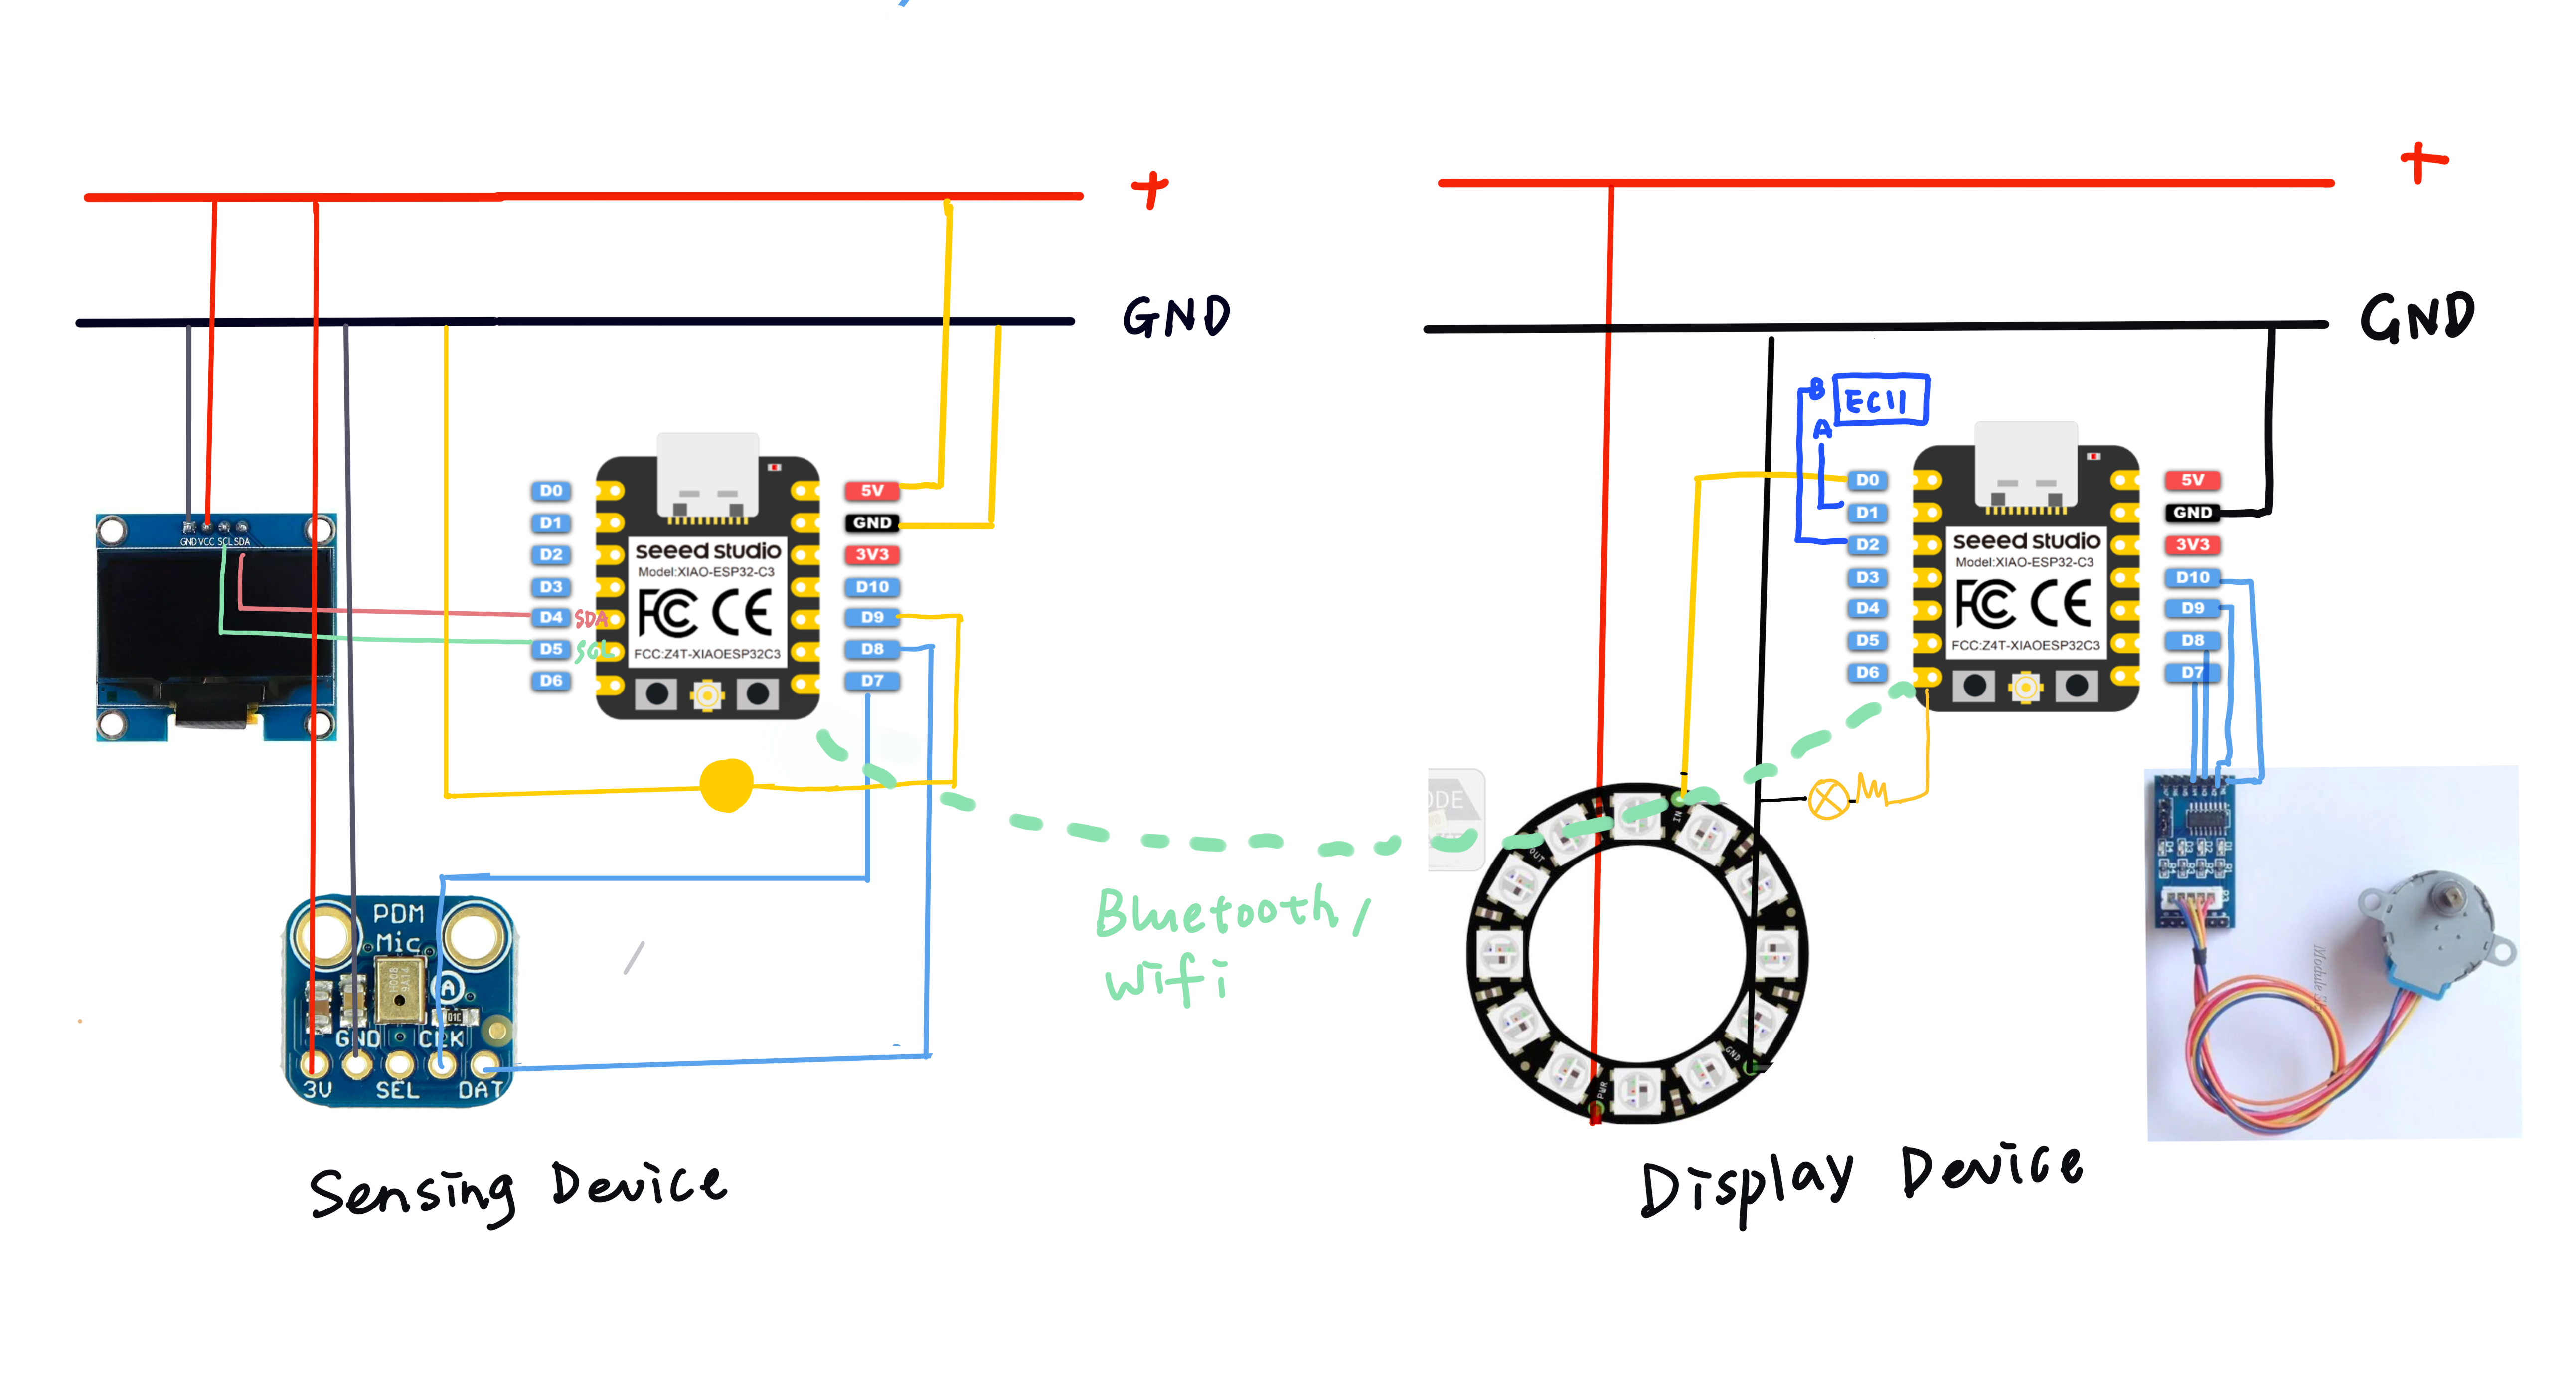 +
GND
GND VCC SCL SDA
D0
D1
D2
D3
D4 SDA
D5 SCL
D6
seeed studio
Model:XIAO-ESP32-C3
FC CE
FCC:Z4T-XIAOESP32C3
5V
GND
3V3
D10
D9
D8
D7
PDM
Mic
A
GND CLK
3V SEL DAT
Sensing Device
Bluetooth/
Wifi
+
GND
B EC11
A
D0
D1
D2
D3
D4
D5
D6
seeed studio
Model:XIAO-ESP32-C3
FC CE
FCC:Z4T-XIAOESP32C3
5V
GND
3V3
D10
D9
D8
D7
IN
OUT
GND
PWR
Display Device